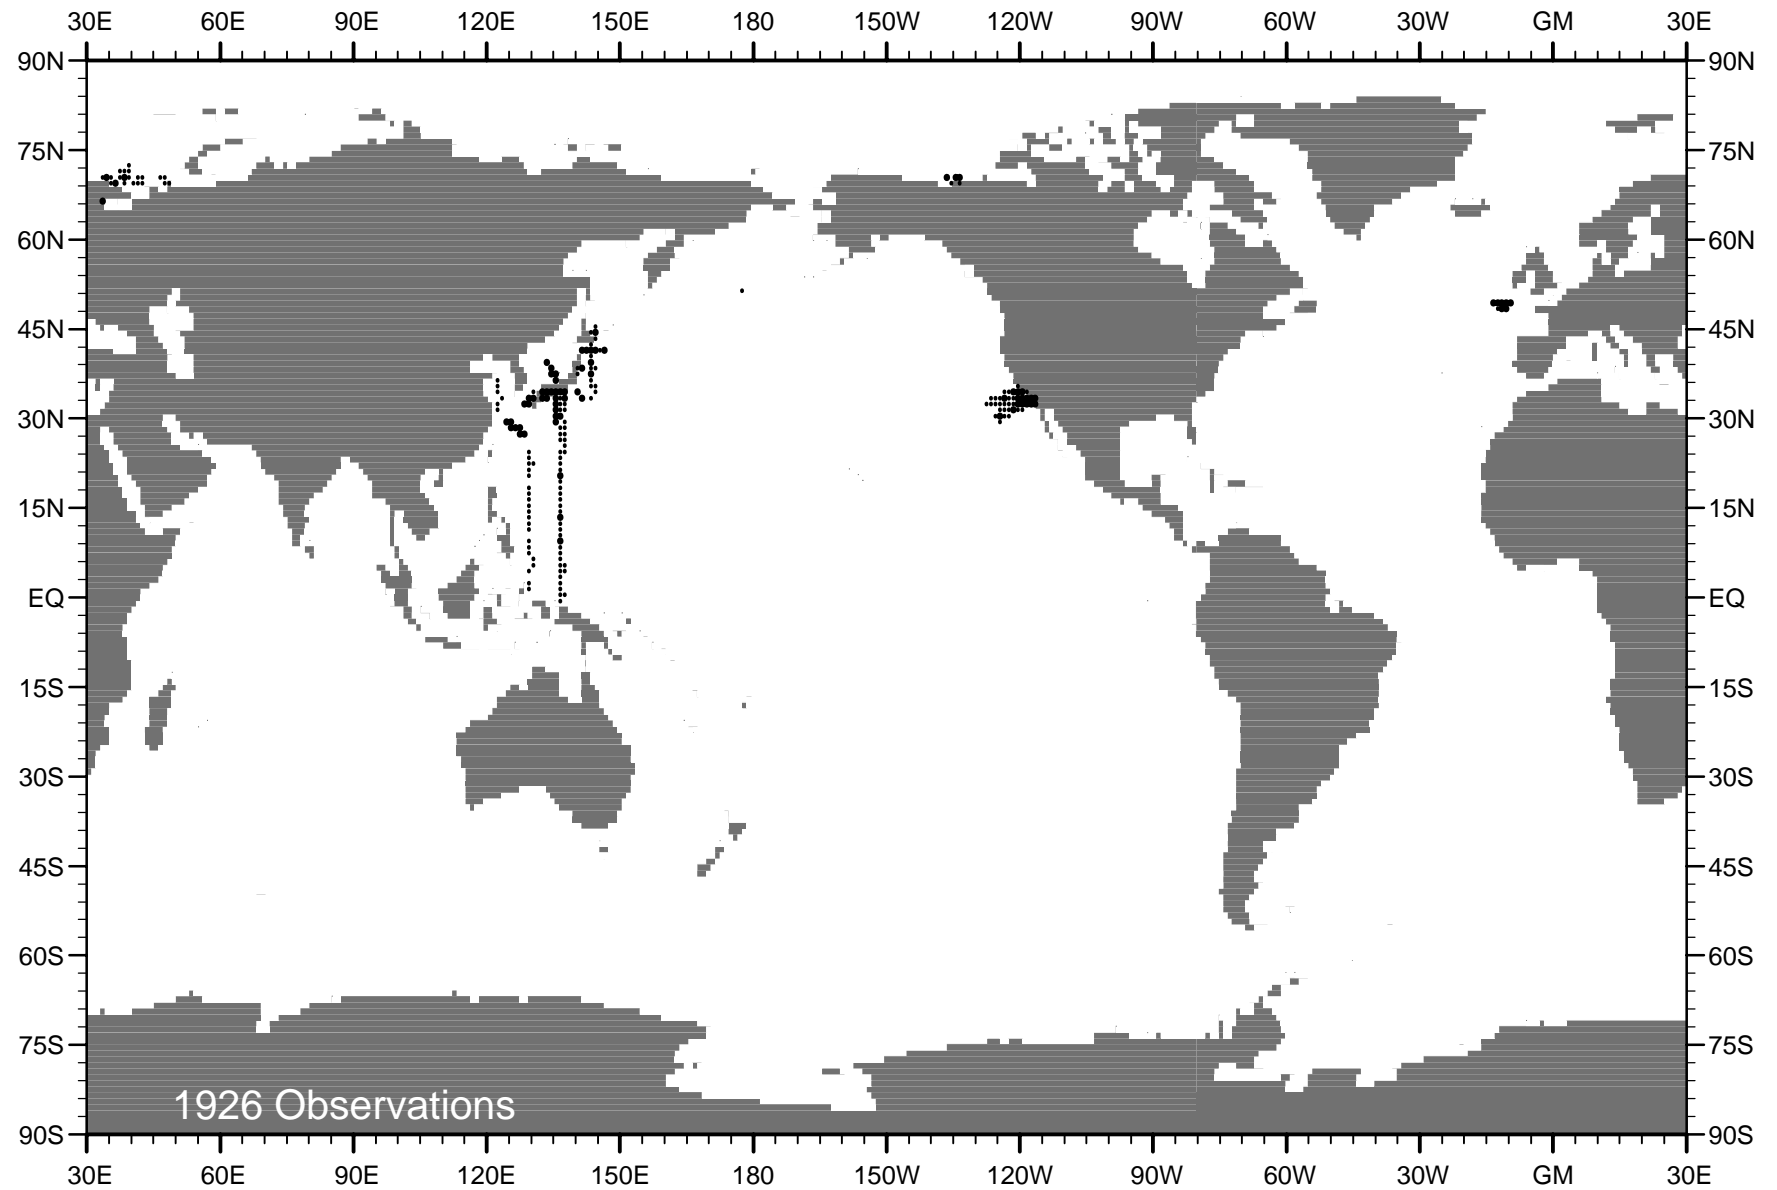 30E 60E 90E 120E 150E 180 150W 120W 90W 60W 30W GM 30E
90N 90N
75N 75N
60N 60N
45N 45N
30N 30N
15N 15N
EQ EQ
15S 15S
30S 30S
45S 45S
60S 60S
75S 75S
1926 Observations
90S 90S
30E 60E 90E 120E 150E 180 150W 120W 90W 60W 30W GM 30E